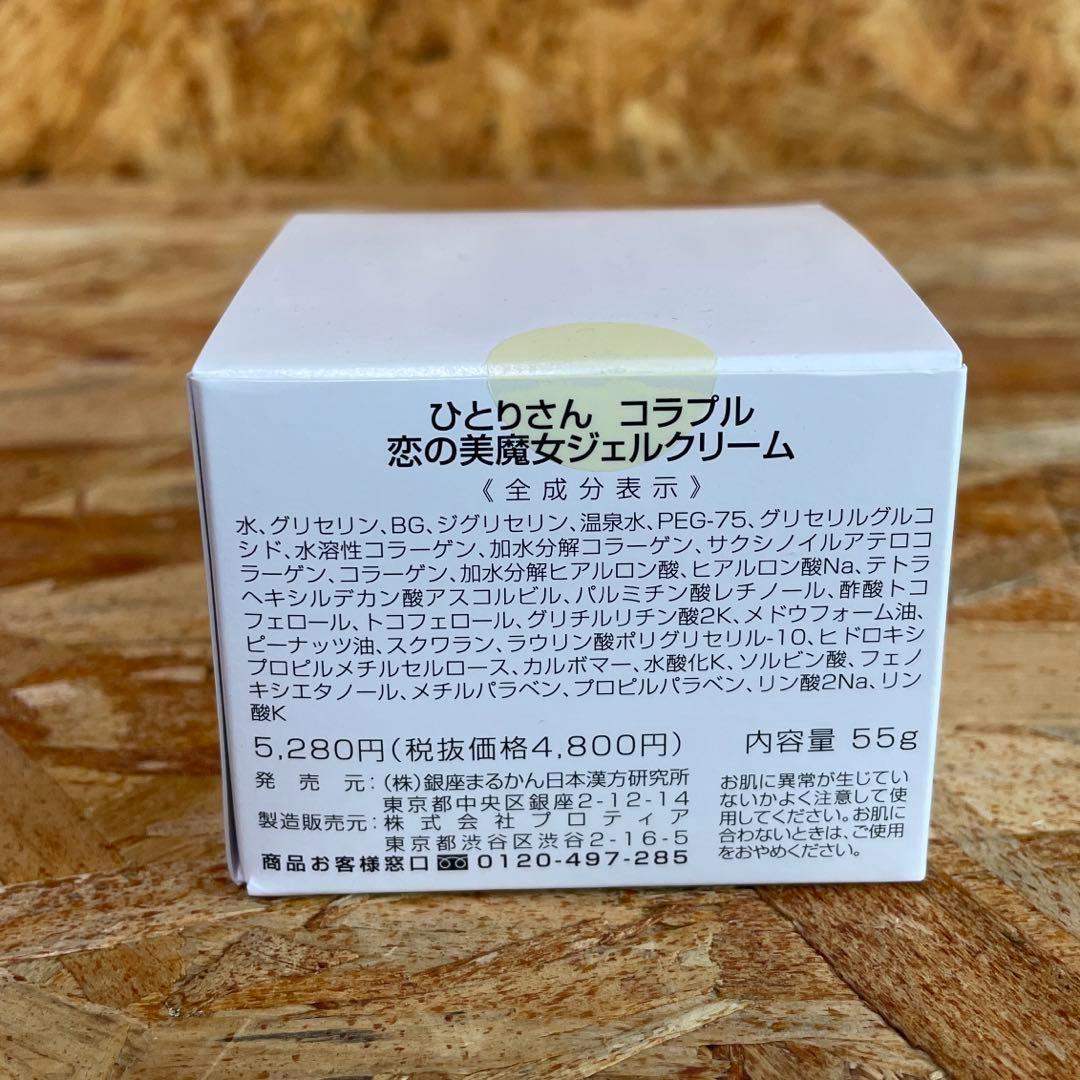 ひとりさん コラプル
恋の美魔女ジェルクリーム
《全成分表示》
水、グリセリン、BG、ジグリセリン、温泉水、PEG-75、グリセリルグルコ
シド、水溶性コラーゲン、加水分解コラーゲン、サクシノイルアテロコ
ラーゲン、コラーゲン、加水分解ヒアルロン酸、ヒアルロン酸Na、テトラ
ヘキシルデカン酸アスコルビル、パルミチン酸レチノール、酢酸トコ
フェロール、トコフェロール、グリチルリチン酸2K、メドウフォーム油、
ピーナッツ油、スクワラン、ラウリン酸ポリグリセリル-10、ヒドロキシ
プロピルメチルセルロース、カルボマー、水酸化K、ソルビン酸、フェノ
キシエタノール、メチルパラベン、プロピルパラベン、リン酸2Na、リン
酸K
5,280円(税抜価格4,800円) 内容量 55g
発売元:(株)銀座まるかん日本漢方研究所
東京都中央区銀座2-12-14
製造販売元:株式会社プロティア
東京都渋谷区渋谷2-16-5
商品お客様窓口 0120-497-285
お肌に異常が生じてい
ないかよく注意して使
用してください。お肌に
合わないときは、ご使用
をおやめください。